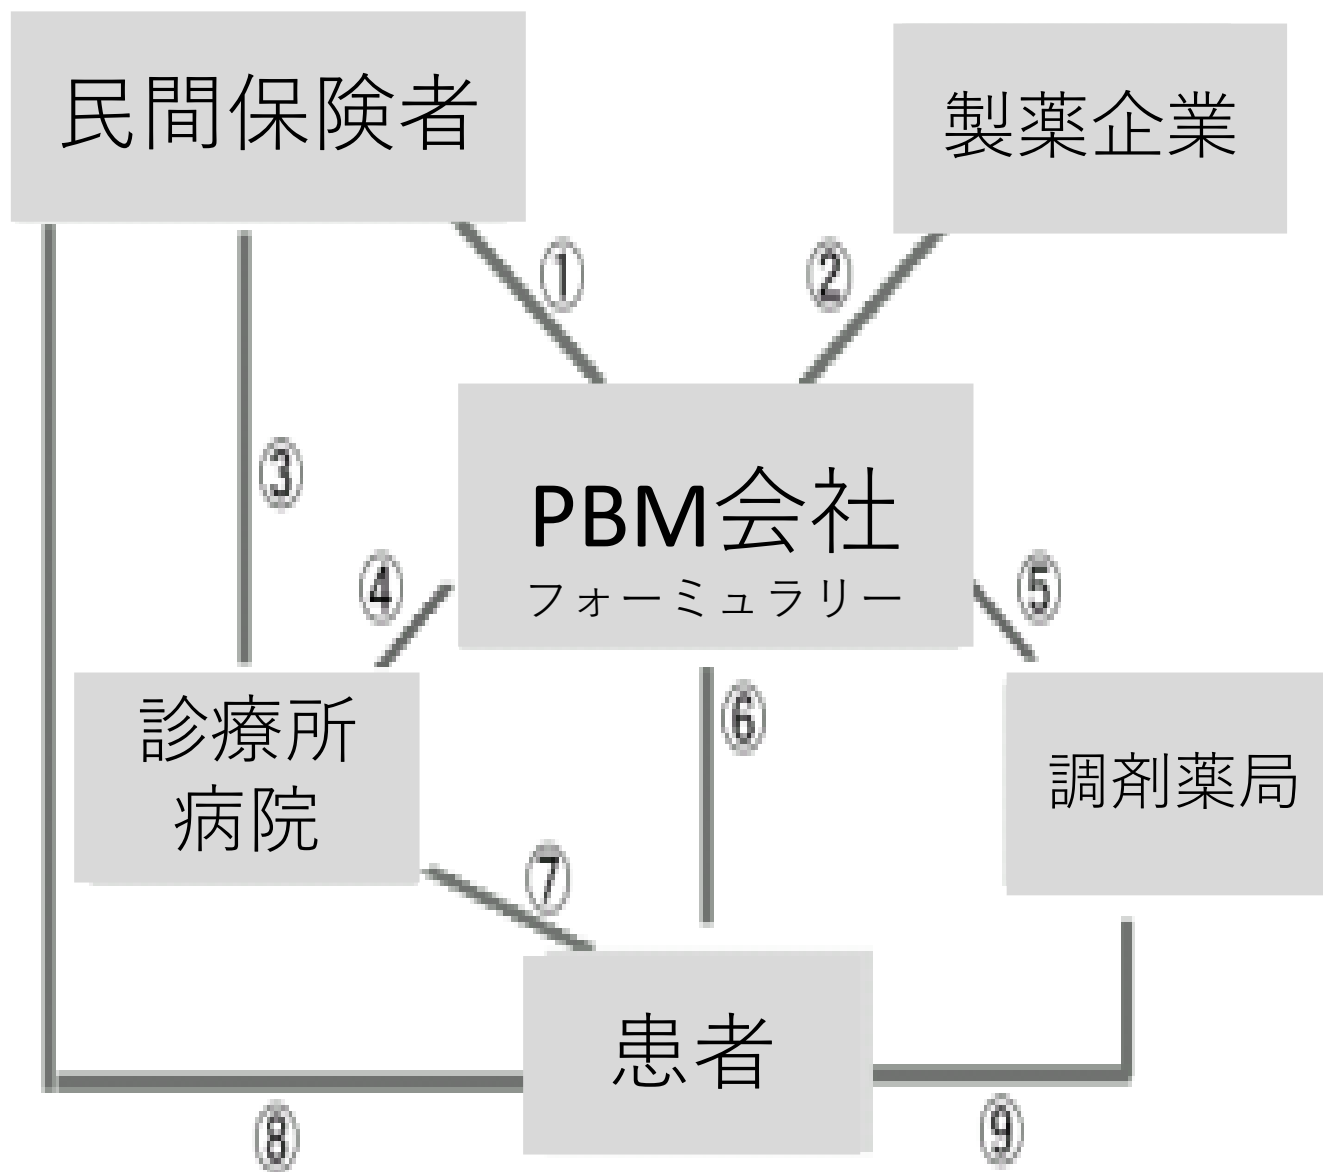 民間保険者
製薬企業
①
②
③
PBM会社
フォーミュラリー
④
⑤
診療所
病院
⑥
調剤薬局
⑦
患者
⑧
⑨